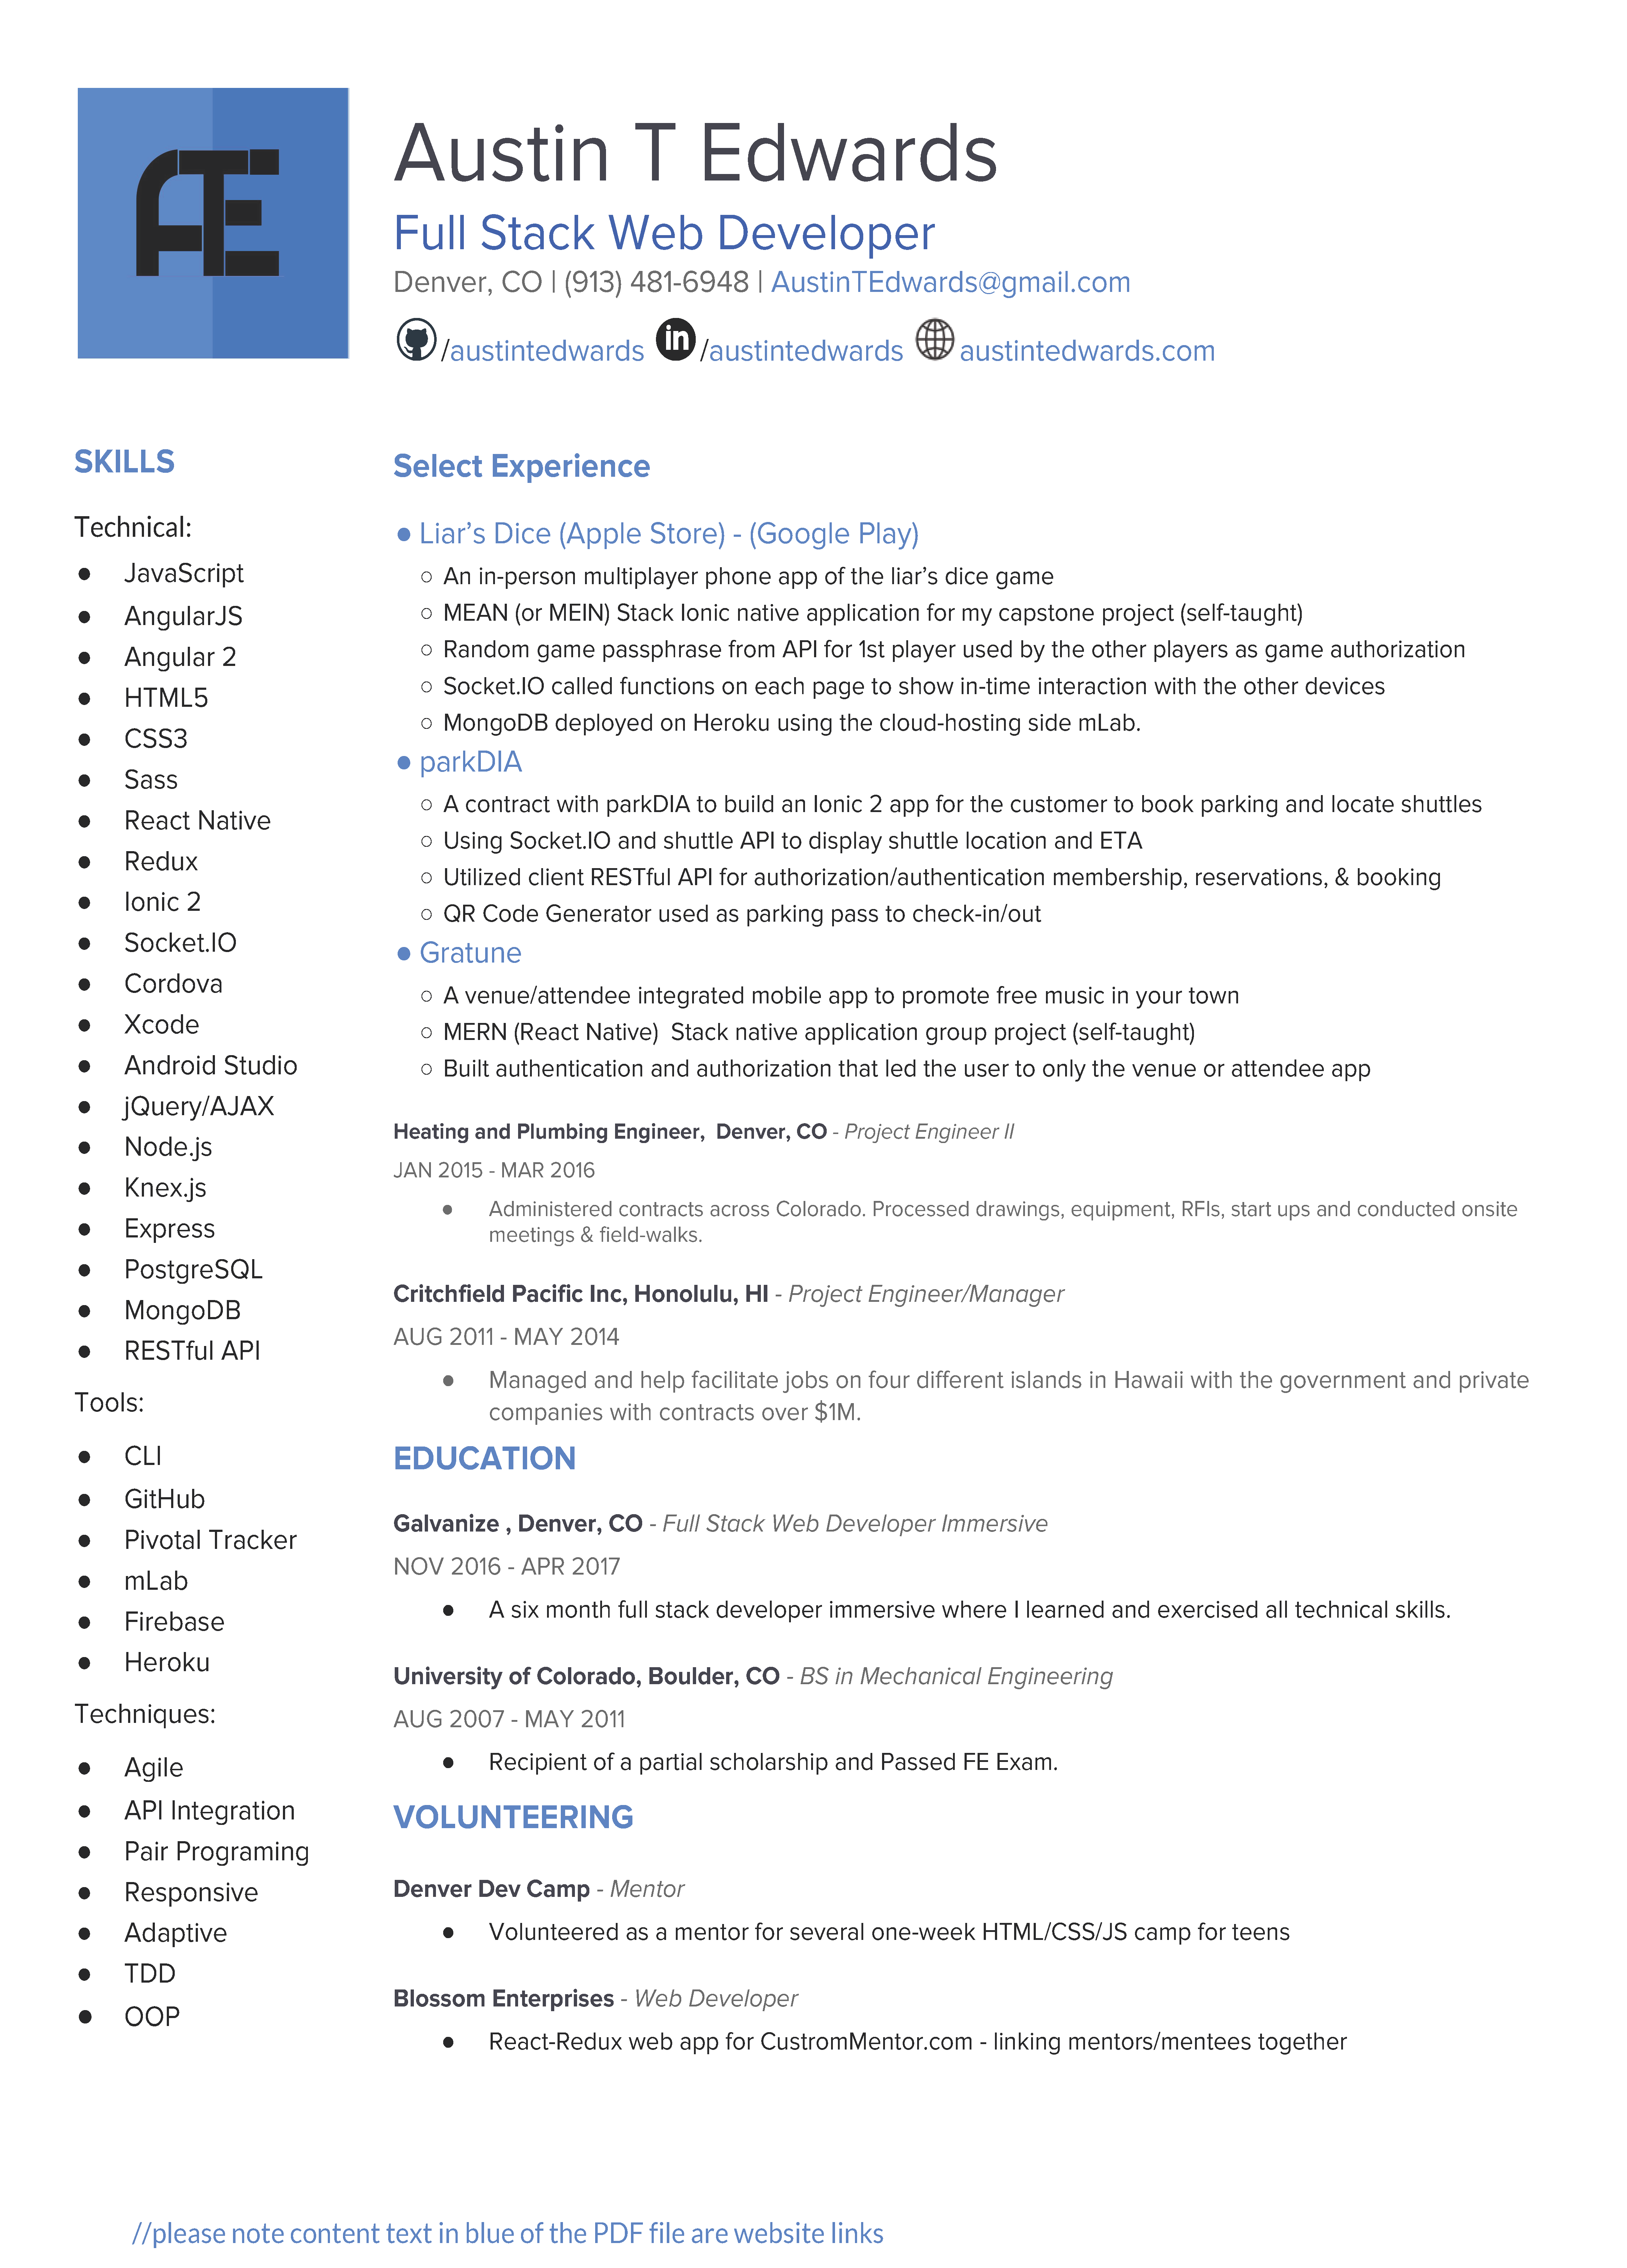 ATE
Austin T Edwards
Full Stack Web Developer
Denver, CO | (913) 481-6948 | AustinTEdwards@gmail.com
/austintedwards in /austintedwards austintedwards.com
SKILLS
Technical:
● JavaScript
● AngularJS
● Angular 2
● HTML5
● CSS3
● Sass
● React Native
● Redux
● Ionic 2
● Socket.IO
● Cordova
● Xcode
● Android Studio
● jQuery/AJAX
● Node.js
● Knex.js
● Express
● PostgreSQL
● MongoDB
● RESTful API
Tools:
● CLI
● GitHub
● Pivotal Tracker
● mLab
● Firebase
● Heroku
Techniques:
● Agile
● API Integration
● Pair Programing
● Responsive
● Adaptive
● TDD
● OOP
Select Experience
● Liar's Dice (Apple Store) - (Google Play)
○ An in-person multiplayer phone app of the liar's dice game
○ MEAN (or MEIN) Stack Ionic native application for my capstone project (self-taught)
○ Random game passphrase from API for 1st player used by the other players as game authorization
○ Socket.IO called functions on each page to show in-time interaction with the other devices
○ MongoDB deployed on Heroku using the cloud-hosting side mLab.
● parkDIA
○ A contract with parkDIA to build an Ionic 2 app for the customer to book parking and locate shuttles
○ Using Socket.IO and shuttle API to display shuttle location and ETA
○ Utilized client RESTful API for authorization/authentication membership, reservations, & booking
○ QR Code Generator used as parking pass to check-in/out
● Gratune
○ A venue/attendee integrated mobile app to promote free music in your town
○ MERN (React Native) Stack native application group project (self-taught)
○ Built authentication and authorization that led the user to only the venue or attendee app
Heating and Plumbing Engineer, Denver, CO - Project Engineer II
JAN 2015 - MAR 2016
● Administered contracts across Colorado. Processed drawings, equipment, RFIs, start ups and conducted onsite
meetings & field-walks.
Critchfield Pacific Inc, Honolulu, HI - Project Engineer/Manager
AUG 2011 - MAY 2014
● Managed and help facilitate jobs on four different islands in Hawaii with the government and private
companies with contracts over $1M.
EDUCATION
Galvanize , Denver, CO - Full Stack Web Developer Immersive
NOV 2016 - APR 2017
● A six month full stack developer immersive where I learned and exercised all technical skills.
University of Colorado, Boulder, CO - BS in Mechanical Engineering
AUG 2007 - MAY 2011
● Recipient of a partial scholarship and Passed FE Exam.
VOLUNTEERING
Denver Dev Camp - Mentor
● Volunteered as a mentor for several one-week HTML/CSS/JS camp for teens
Blossom Enterprises - Web Developer
● React-Redux web app for CustromMentor.com - linking mentors/mentees together
//please note content text in blue of the PDF file are website links